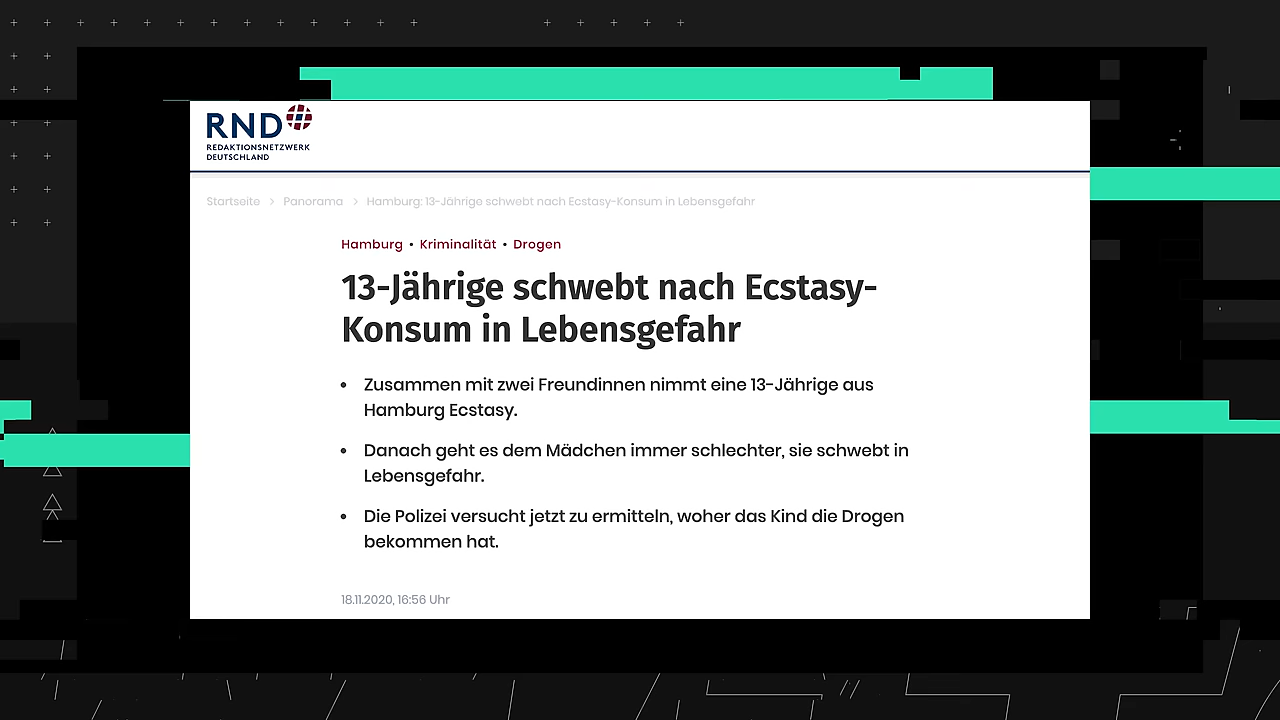 RND
REDAKTIONSNETZWERK
DEUTSCHLAND
Startseite > Panorama > Hamburg: 13-Jährige schwebt nach Ecstasy-Konsum in Lebensgefahr
Hamburg • Kriminalität • Drogen
13-Jährige schwebt nach Ecstasy-
Konsum in Lebensgefahr
• Zusammen mit zwei Freundinnen nimmt eine 13-Jährige aus
Hamburg Ecstasy.
• Danach geht es dem Mädchen immer schlechter, sie schwebt in
Lebensgefahr.
• Die Polizei versucht jetzt zu ermitteln, woher das Kind die Drogen
bekommen hat.
18.11.2020, 16:56 Uhr